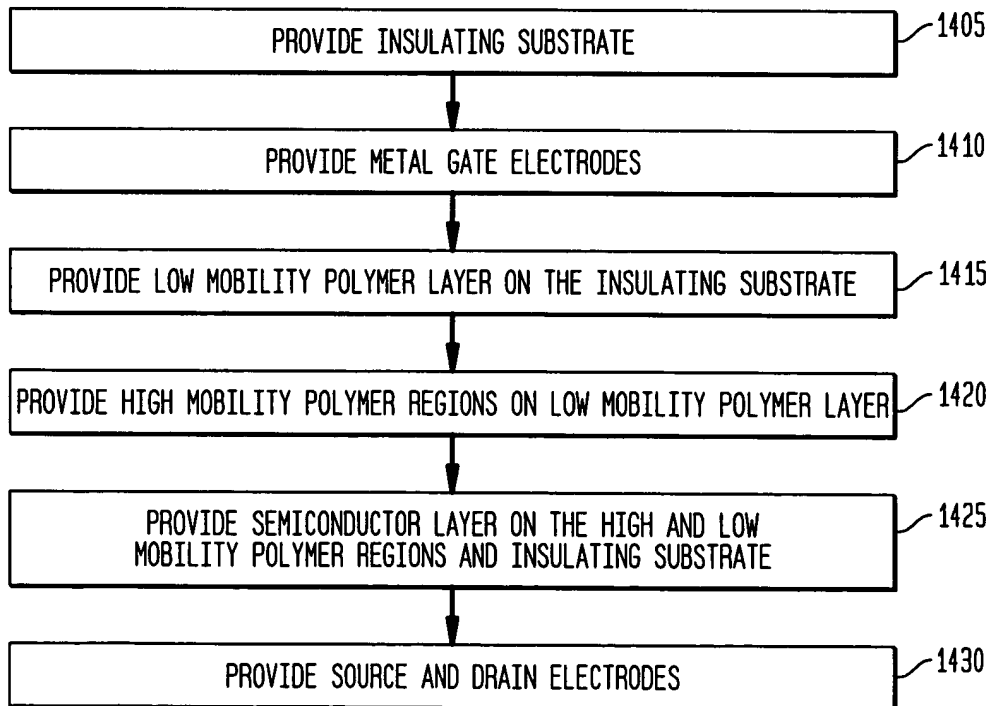 PROVIDE INSULATING SUBSTRATE
1405
PROVIDE METAL GATE ELECTRODES
1410
PROVIDE LOW MOBILITY POLYMER LAYER ON THE INSULATING SUBSTRATE
1415
PROVIDE HIGH MOBILITY POLYMER REGIONS ON LOW MOBILITY POLYMER LAYER
1420
PROVIDE SEMICONDUCTOR LAYER ON THE HIGH AND LOW
MOBILITY POLYMER REGIONS AND INSULATING SUBSTRATE
1425
PROVIDE SOURCE AND DRAIN ELECTRODES
1430